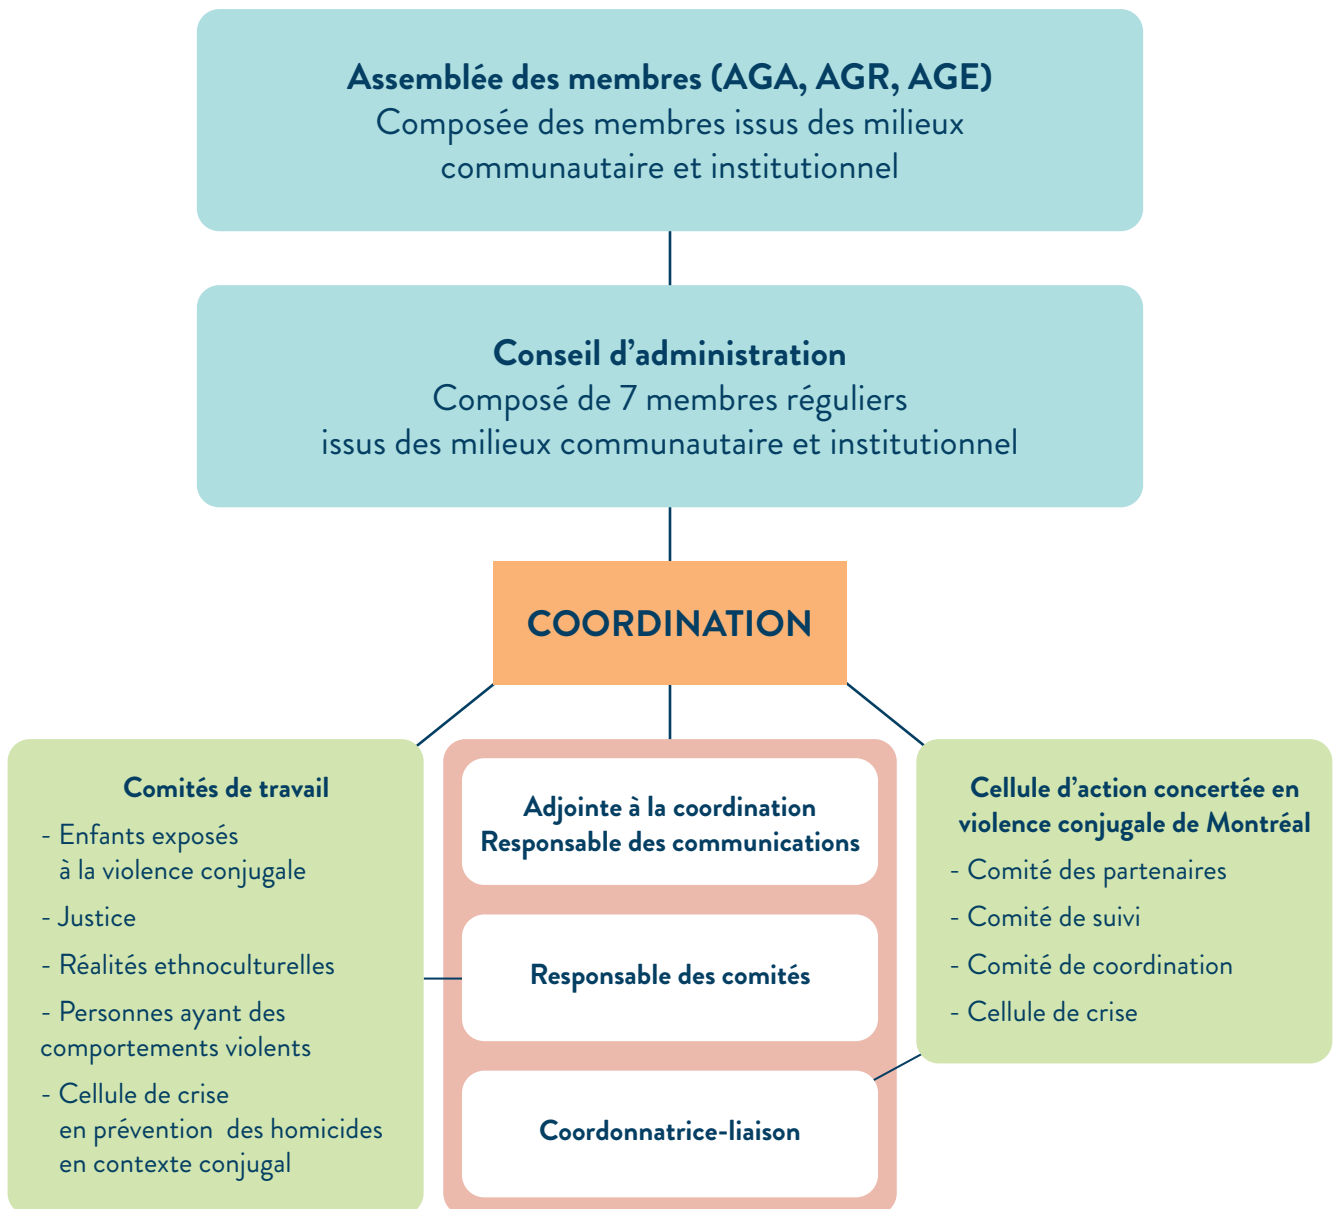 Assemblée des membres (AGA, AGR, AGE)
Composée des membres issus des milieux
communautaire et institutionnel
Conseil d’administration
Composé de 7 membres réguliers
issus des milieux communautaire et institutionnel
COORDINATION
Comités de travail
- Enfants exposés
à la violence conjugale
- Justice
- Réalités ethnoculturelles
- Personnes ayant des
comportements violents
- Cellule de crise
en prévention des homicides
en contexte conjugal
Adjointe à la coordination
Responsable des communications
Responsable des comités
Coordonnatrice-liaison
Cellule d’action concertée en
violence conjugale de Montréal
- Comité des partenaires
- Comité de suivi
- Comité de coordination
- Cellule de crise